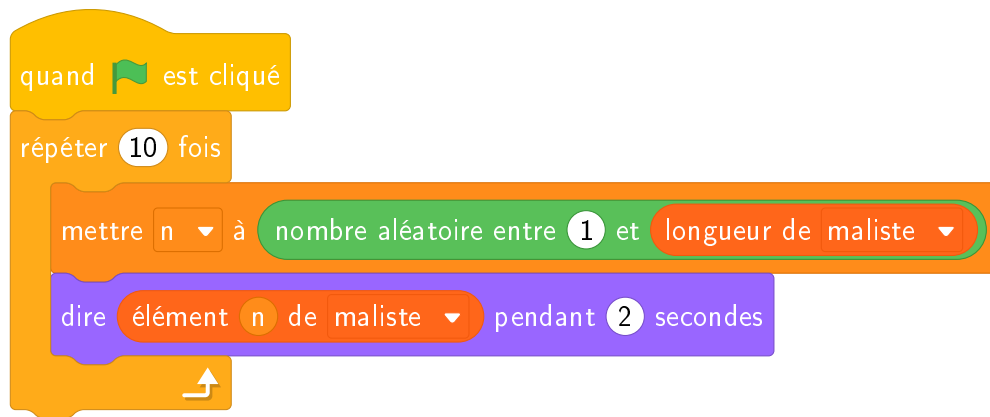 quand est cliqué
répéter 10 fois
mettre n à nombre aléatoire entre 1 et longueur de maliste
dire élément n de maliste pendant 2 secondes